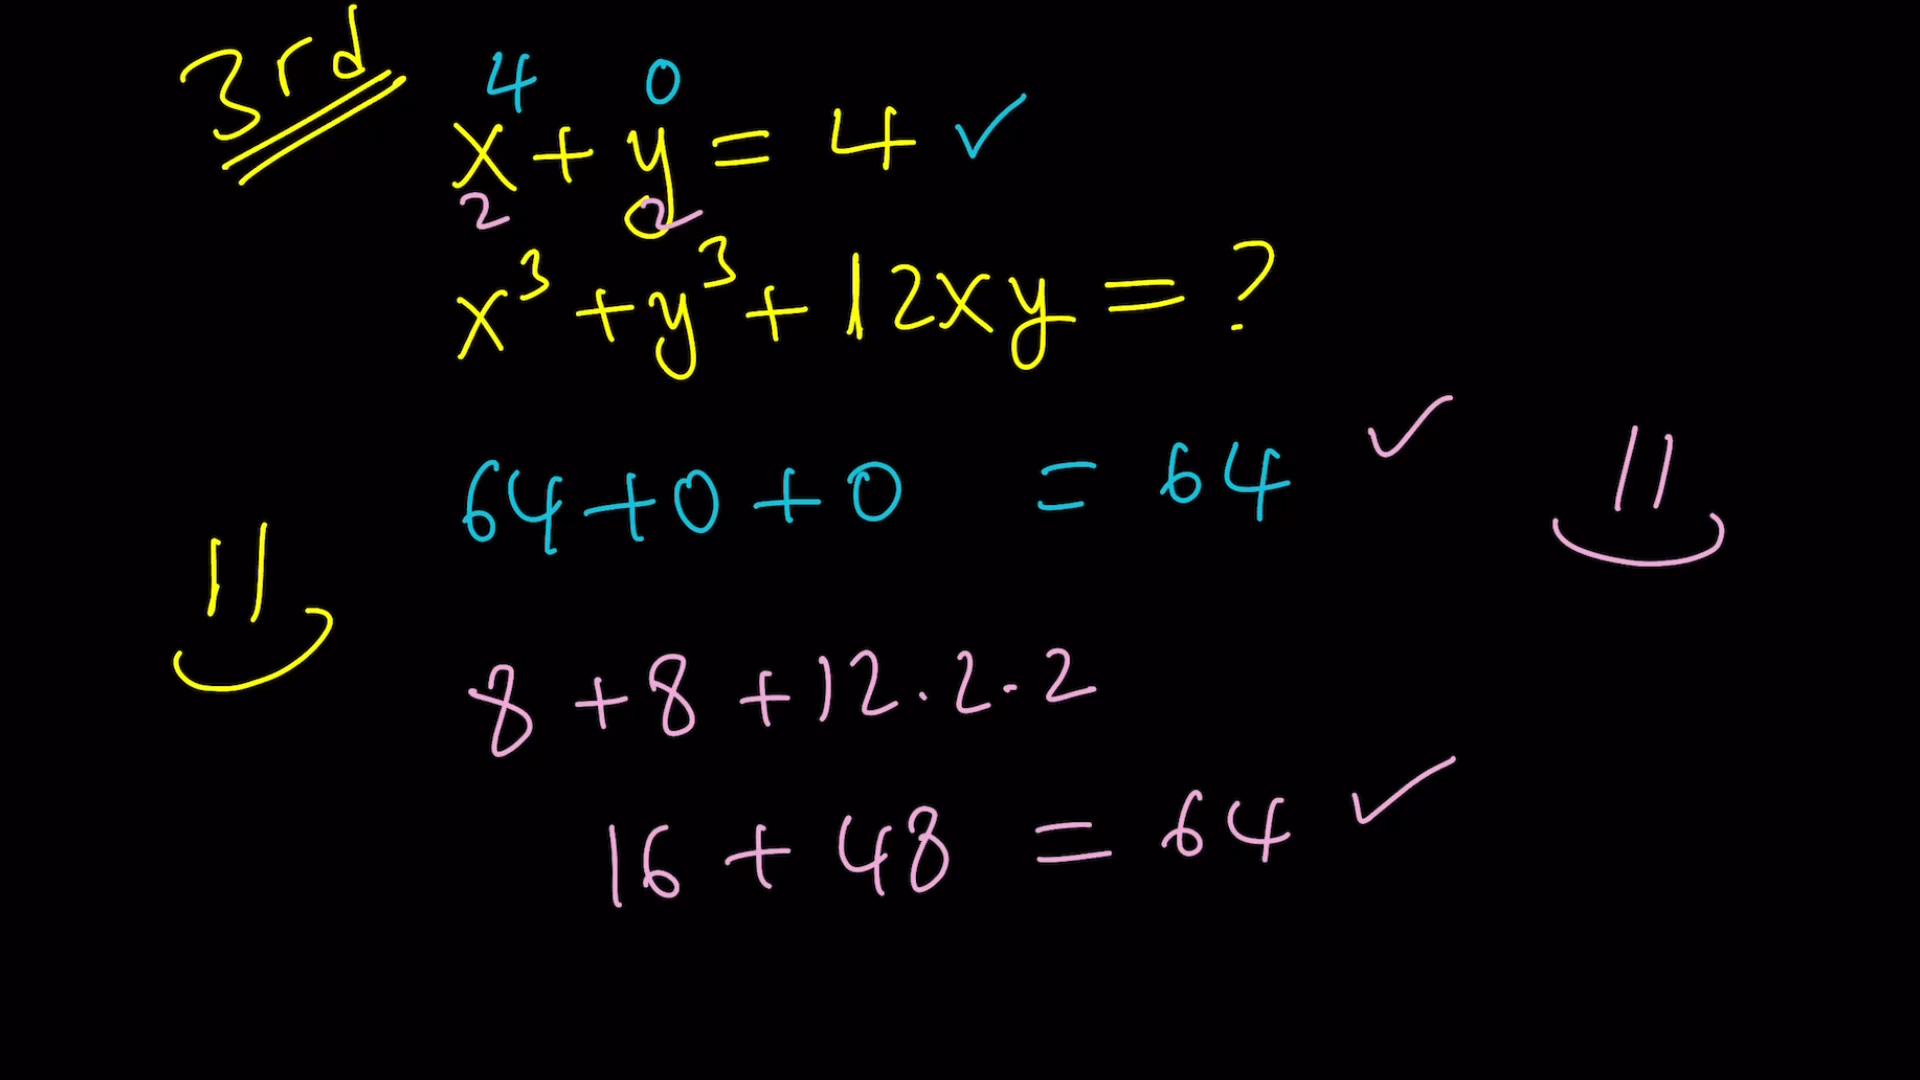 3rd
4 0
x + y = 4 ✓
2 2
x³ + y³ + 12xy = ?
64 + 0 + 0 = 64 ✓
8 + 8 + 12 · 2 · 2
16 + 48 = 64 ✓